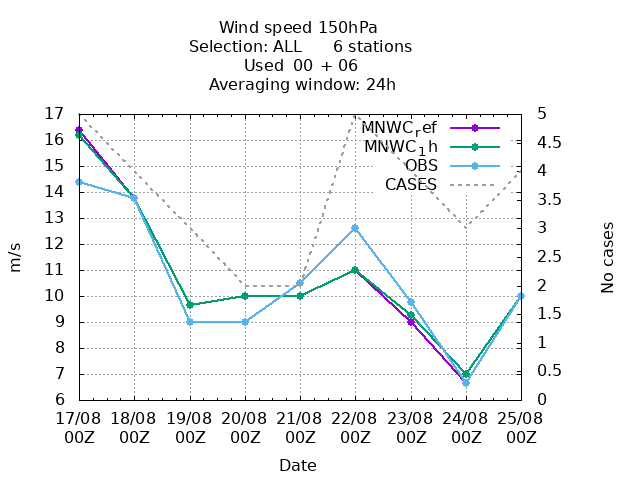 Wind speed 150hPa
Selection: ALL 6 stations
Used 00 + 06
Averaging window: 24h
17 5
16 4.5
15 4
14 3.5
13 3
12 2.5
11 2
10 1.5
9 1
8 0.5
7 0
6
m/s
No cases
MNWCref
MNWC1h
OBS
CASES
17/08 18/08 19/08 20/08 21/08 22/08 23/08 24/08 25/08
00Z 00Z 00Z 00Z 00Z 00Z 00Z 00Z 00Z
Date